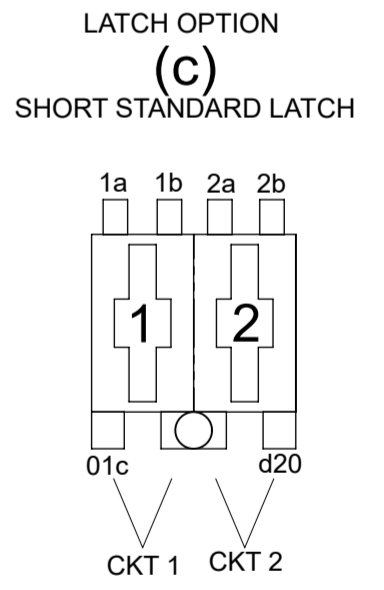 LATCH OPTION
(c)
SHORT STANDARD LATCH
1a 1b 2a 2b
1 2
01c d20
CKT 1 CKT 2